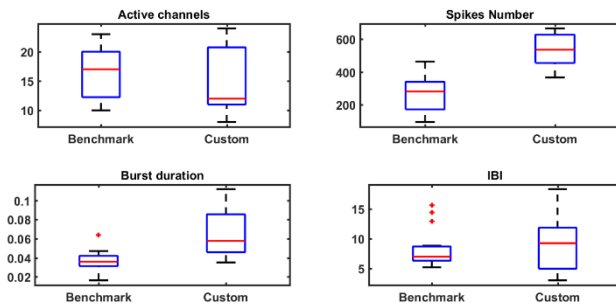 Active channels
20
15
10
Benchmark
Custom
Spikes Number
600
400
200
Benchmark
Custom
Burst duration
0.1
0.08
0.06
0.04
0.02
Benchmark
Custom
IBI
15
10
5
Benchmark
Custom